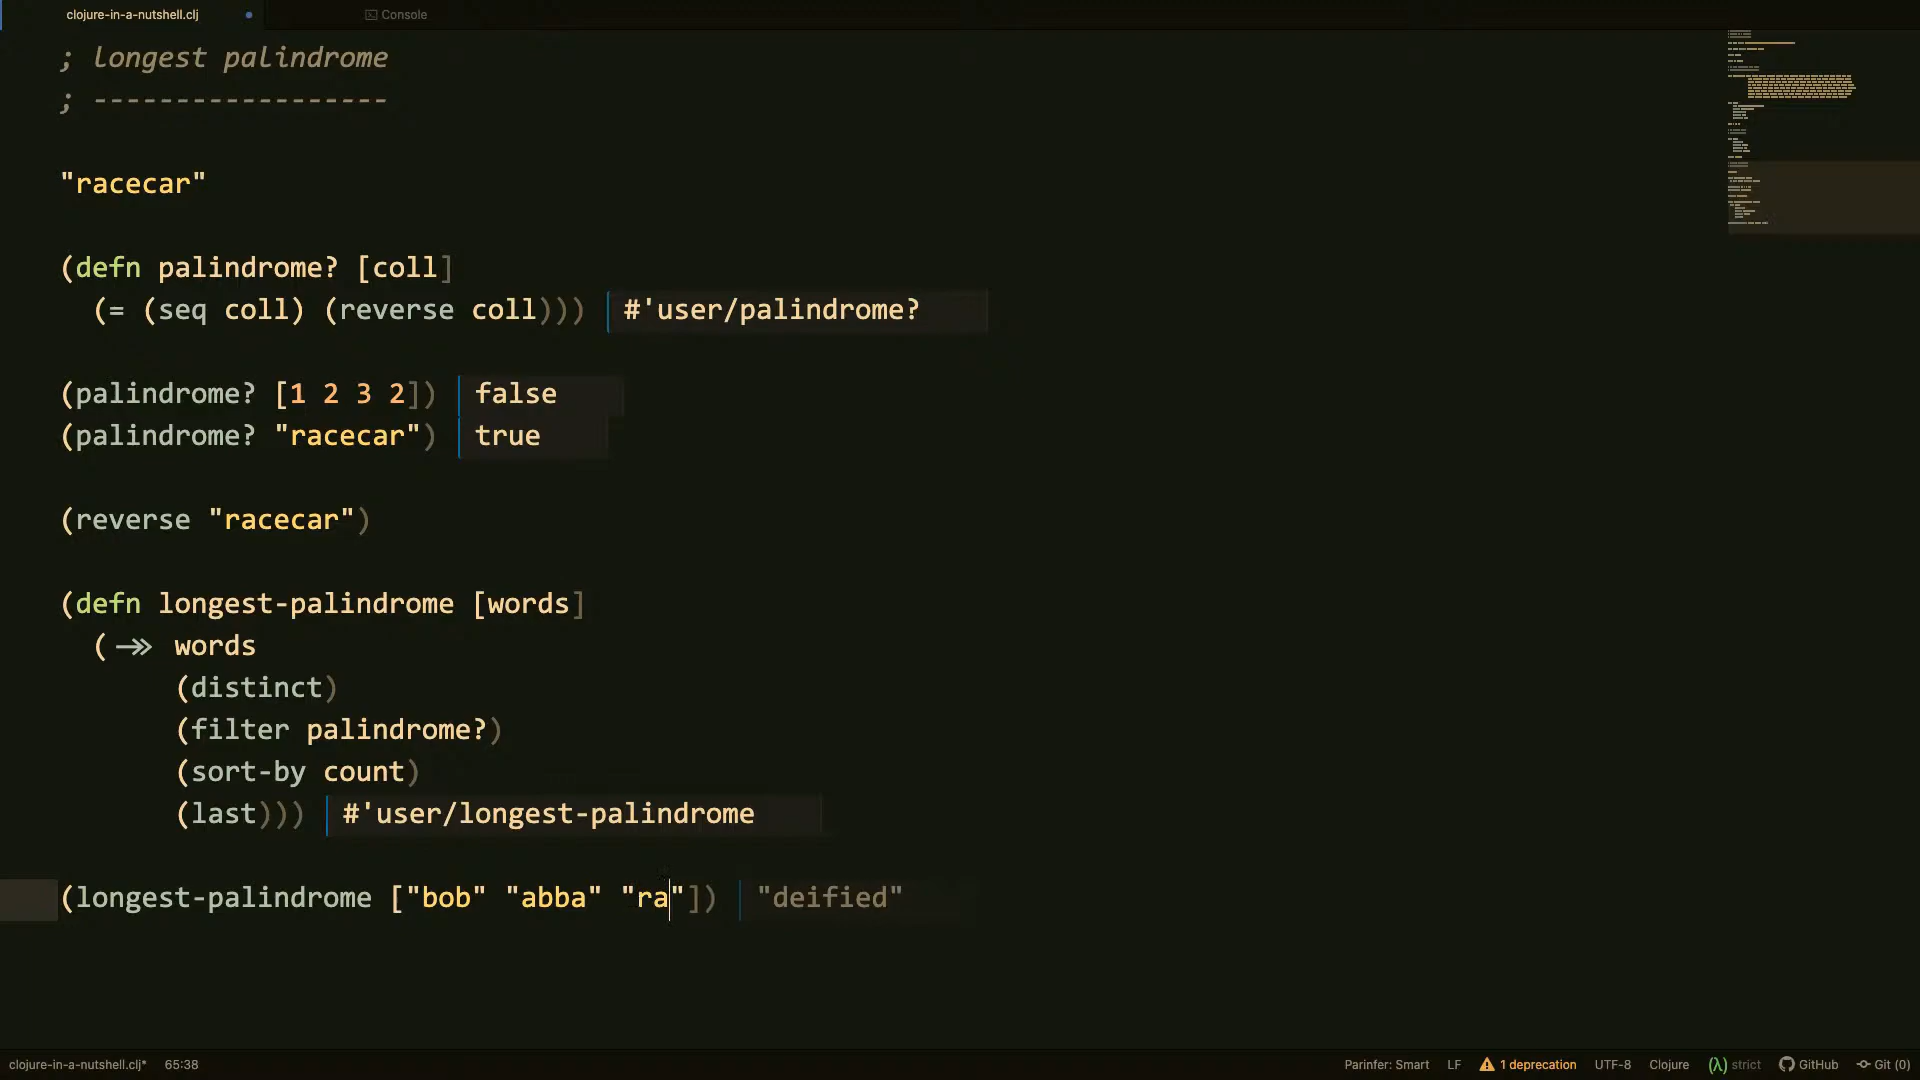 clojure-in-a-nutshell.clj
Console
; longest palindrome
; ------------------
"racecar"
(defn palindrome? [coll]
(= (seq coll) (reverse coll))) #'user/palindrome?
(palindrome? [1 2 3 2]) false
(palindrome? "racecar") true
(reverse "racecar")
(defn longest-palindrome [words]
(->> words
(distinct)
(filter palindrome?)
(sort-by count)
(last))) #'user/longest-palindrome
(longest-palindrome ["bob" "abba" "ra"]) "deified"
clojure-in-a-nutshell.clj* 65:38 Parinfer: Smart LF 1 deprecation UTF-8 Clojure (λ) strict GitHub Git (0)